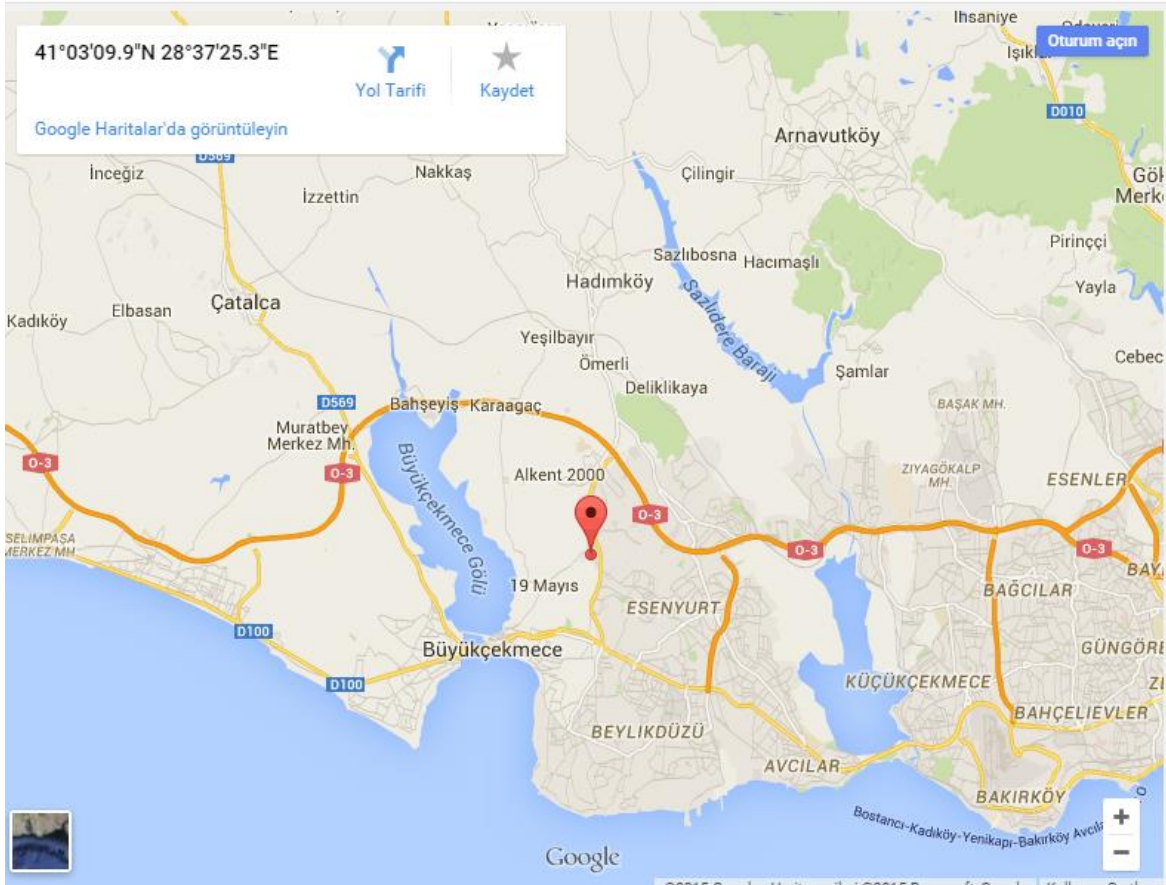 41°03'09.9"N 28°37'25.3"E
Yol Tarifi
Kaydet
Google Haritalar'da görüntüleyin
Oturum açın
Ihsaniye
D010
Arnavutköy
D569
İnceğiz
İzzettin
Nakkaş
Çilingir
Pirinççi
Sazlıbosna
Hacımaşlı
Yayla
Hadımköy
Sazlıdere Barajı
Çatalca
Elbasan
Kadıköy
Yeşilbayır
Ömerli
Şamlar
Deliklikaya
D569
Bahşeyiş
Karaagaç
BAŞAK MH.
Muratbey
Merkez Mh.
O-3
O-3
Büyükçekmece Gölü
Alkent 2000
ZIYAGÖKALP
MH.
ESENLER
O-3
SELIMPAŞA
MERKEZ MH
O-3
O-3
19 Mayıs
ESENYURT
BAĞCILAR
D100
Büyükçekmece
D100
KÜÇÜKÇEKMECE
BAHÇELIEVLER
BEYLIKDÜZÜ
AVCILAR
BAKIRKÖY
Bostancı-Kadıköy-Yenikapı-Bakırköy
+
−
Google